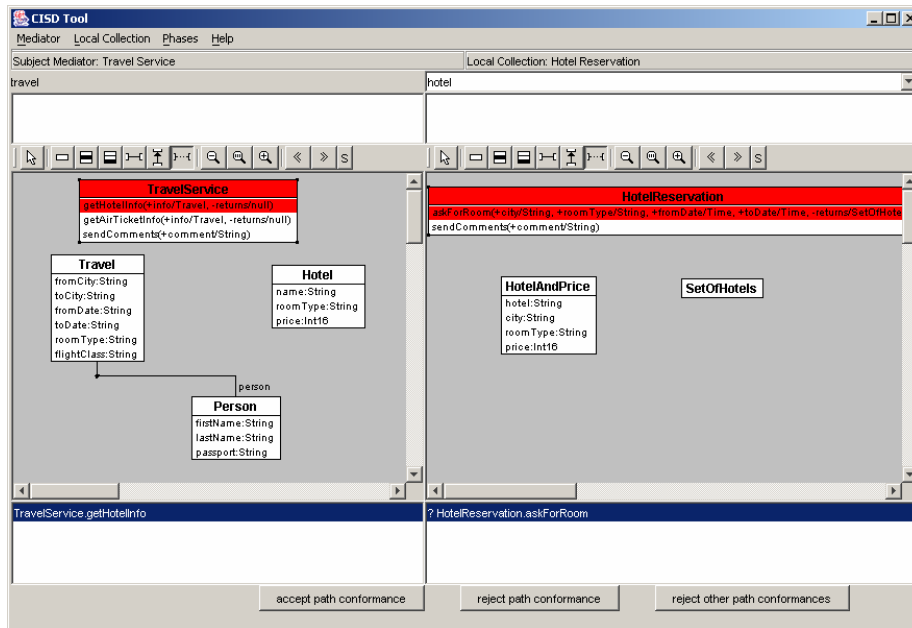 CISD Tool
Mediator Local Collection Phases Help
Subject Mediator: Travel Service
Local Collection: Hotel Reservation
travel
hotel
S
S
TravelService
getHotelInfo(+info/Travel, -returns/null)
getAirTicketInfo(+info/Travel, -returns/null)
sendComments(+comment/String)
Travel
fromCity:String
toCity:String
fromDate:String
toDate:String
roomType:String
flightClass:String
Hotel
name:String
roomType:String
price:Int16
person
Person
firstName:String
lastName:String
passport:String
HotelReservation
askForRoom(+city/String, +roomType/String, +fromDate/Time, +toDate/Time, -returns/SetOfHote
sendComments(+comment/String)
HotelAndPrice
hotel:String
city:String
roomType:String
price:Int16
SetOfHotels
TravelService.getHotelInfo
? HotelReservation.askForRoom
accept path conformance
reject path conformance
reject other path conformances